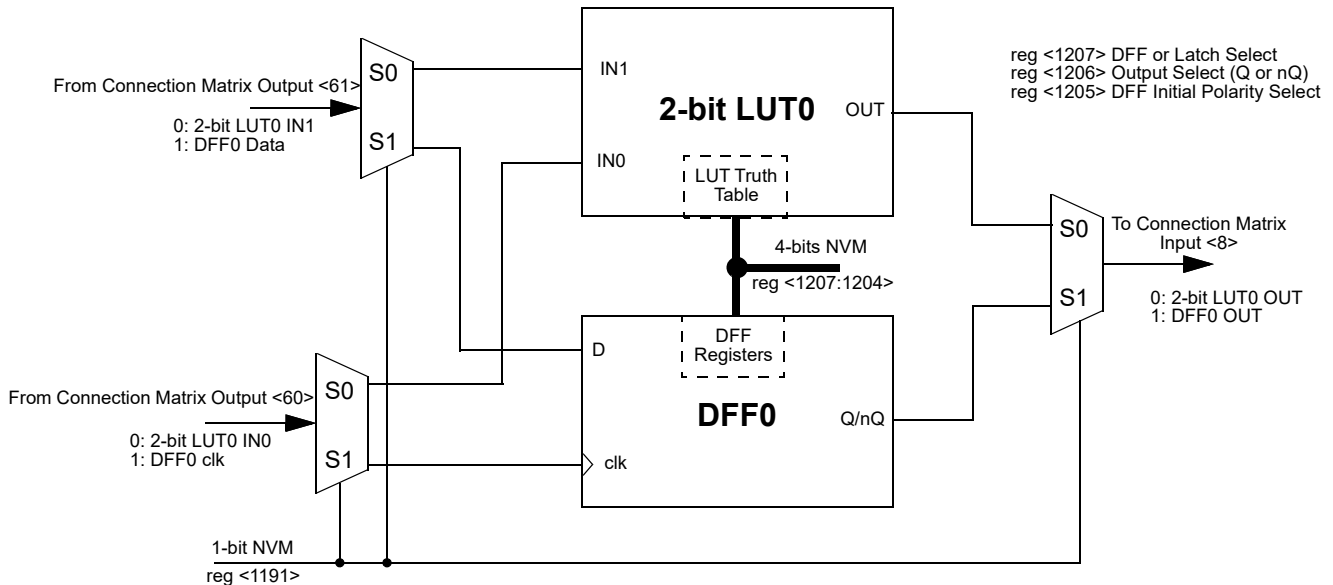 reg <1207> DFF or Latch Select
reg <1206> Output Select (Q or nQ)
reg <1205> DFF Initial Polarity Select
From Connection Matrix Output <61>
0: 2-bit LUT0 IN1
1: DFF0 Data
S0
S1
IN1
IN0
2-bit LUT0
OUT
LUT Truth
Table
4-bits NVM
reg <1207:1204>
S0
S1
To Connection Matrix
Input <8>
0: 2-bit LUT0 OUT
1: DFF0 OUT
From Connection Matrix Output <60>
0: 2-bit LUT0 IN0
1: DFF0 clk
S0
S1
D
clk
DFF
Registers
DFF0
Q/nQ
1-bit NVM
reg <1191>